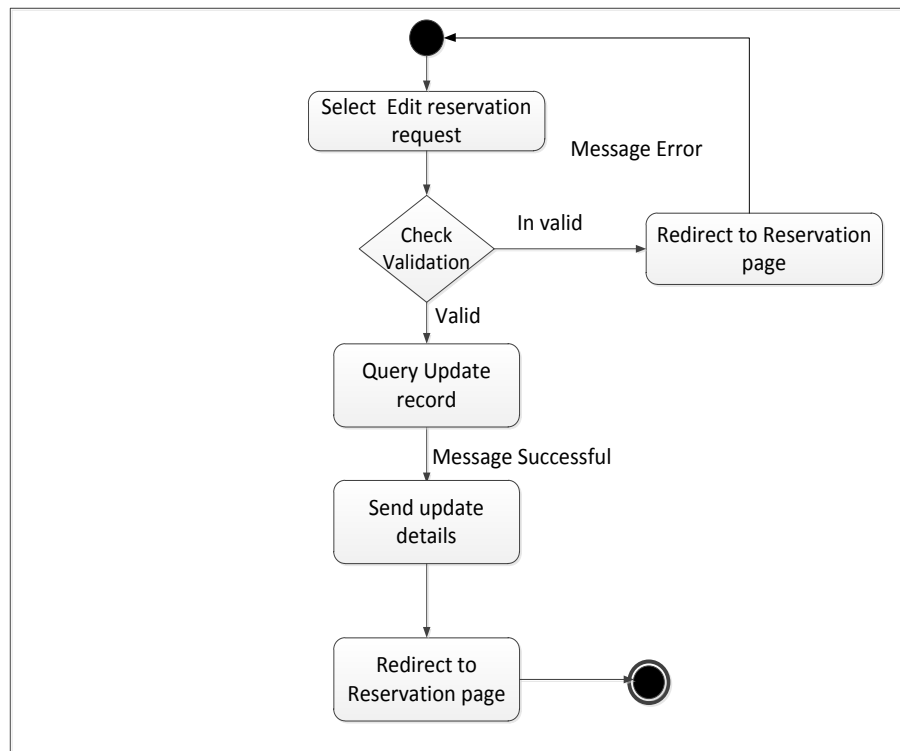 Select Edit reservation
request
Message Error
In valid
Check
Validation
Redirect to Reservation
page
Valid
Query Update
record
Message Successful
Send update
details
Redirect to
Reservation page